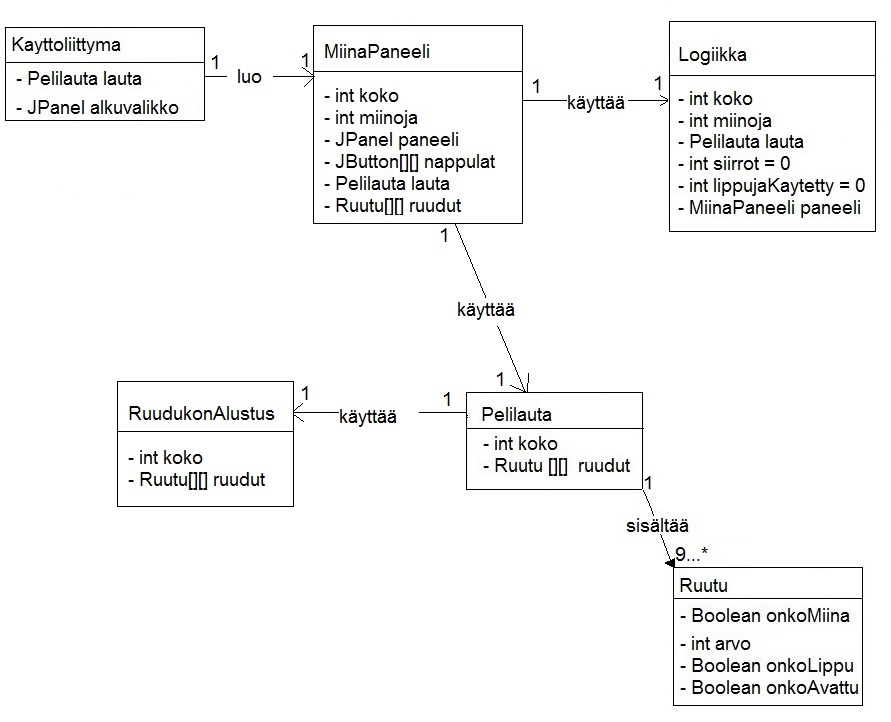 Kayttoliittyma
- Pelilauta lauta
- JPanel alkuvalikko
1
luo
1
MiinaPaneeli
- int koko
- int miinoja
- JPanel paneeli
- JButton[][] nappulat
- Pelilauta lauta
- Ruutu[][] ruudut
1
käyttää
1
Logiikka
- int koko
- int miinoja
- Pelilauta lauta
- int siirrot = 0
- int lippujaKaytetty = 0
- MiinaPaneeli paneeli
1
käyttää
1
RuudukonAlustus
- int koko
- Ruutu[][] ruudut
1
käyttää
1
Pelilauta
- int koko
- Ruutu [][] ruudut
1
sisältää
9...*
Ruutu
- Boolean onkoMiina
- int arvo
- Boolean onkoLippu
- Boolean onkoAvattu